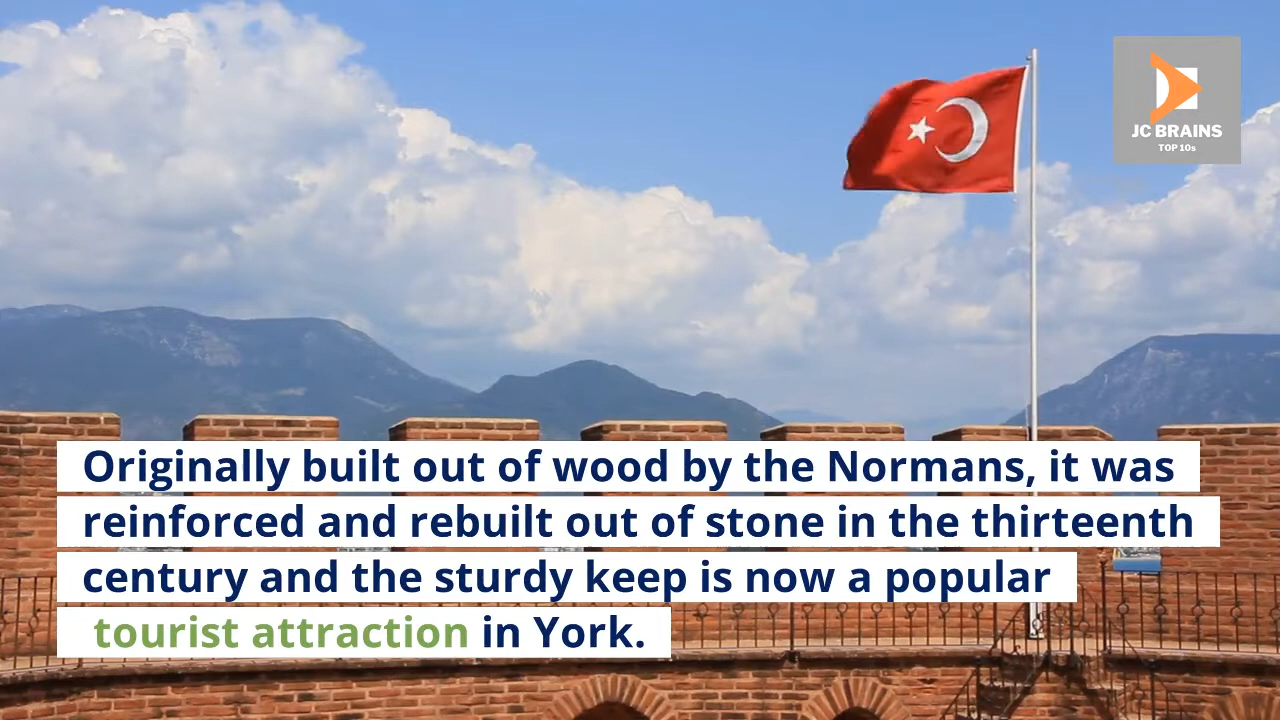 JC BRAINS
TOP 10s
Originally built out of wood by the Normans, it was
reinforced and rebuilt out of stone in the thirteenth
century and the sturdy keep is now a popular
tourist attraction in York.